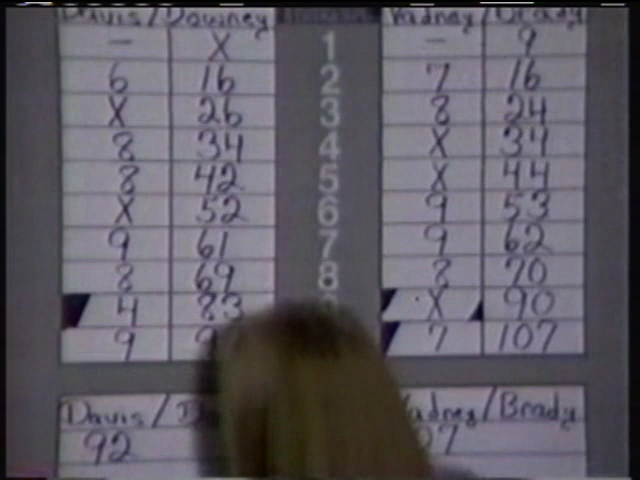 Davis/Downey Vadney/Brady
- X 1 - 9
6 16 2 7 16
X 26 3 8 24
8 34 4 X 34
8 42 5 X 44
X 52 6 9 53
9 61 7 9 62
8 69 8 8 70
4 83 X 90
9 9 7 107
Davis/D Vadney/Brady
92 07